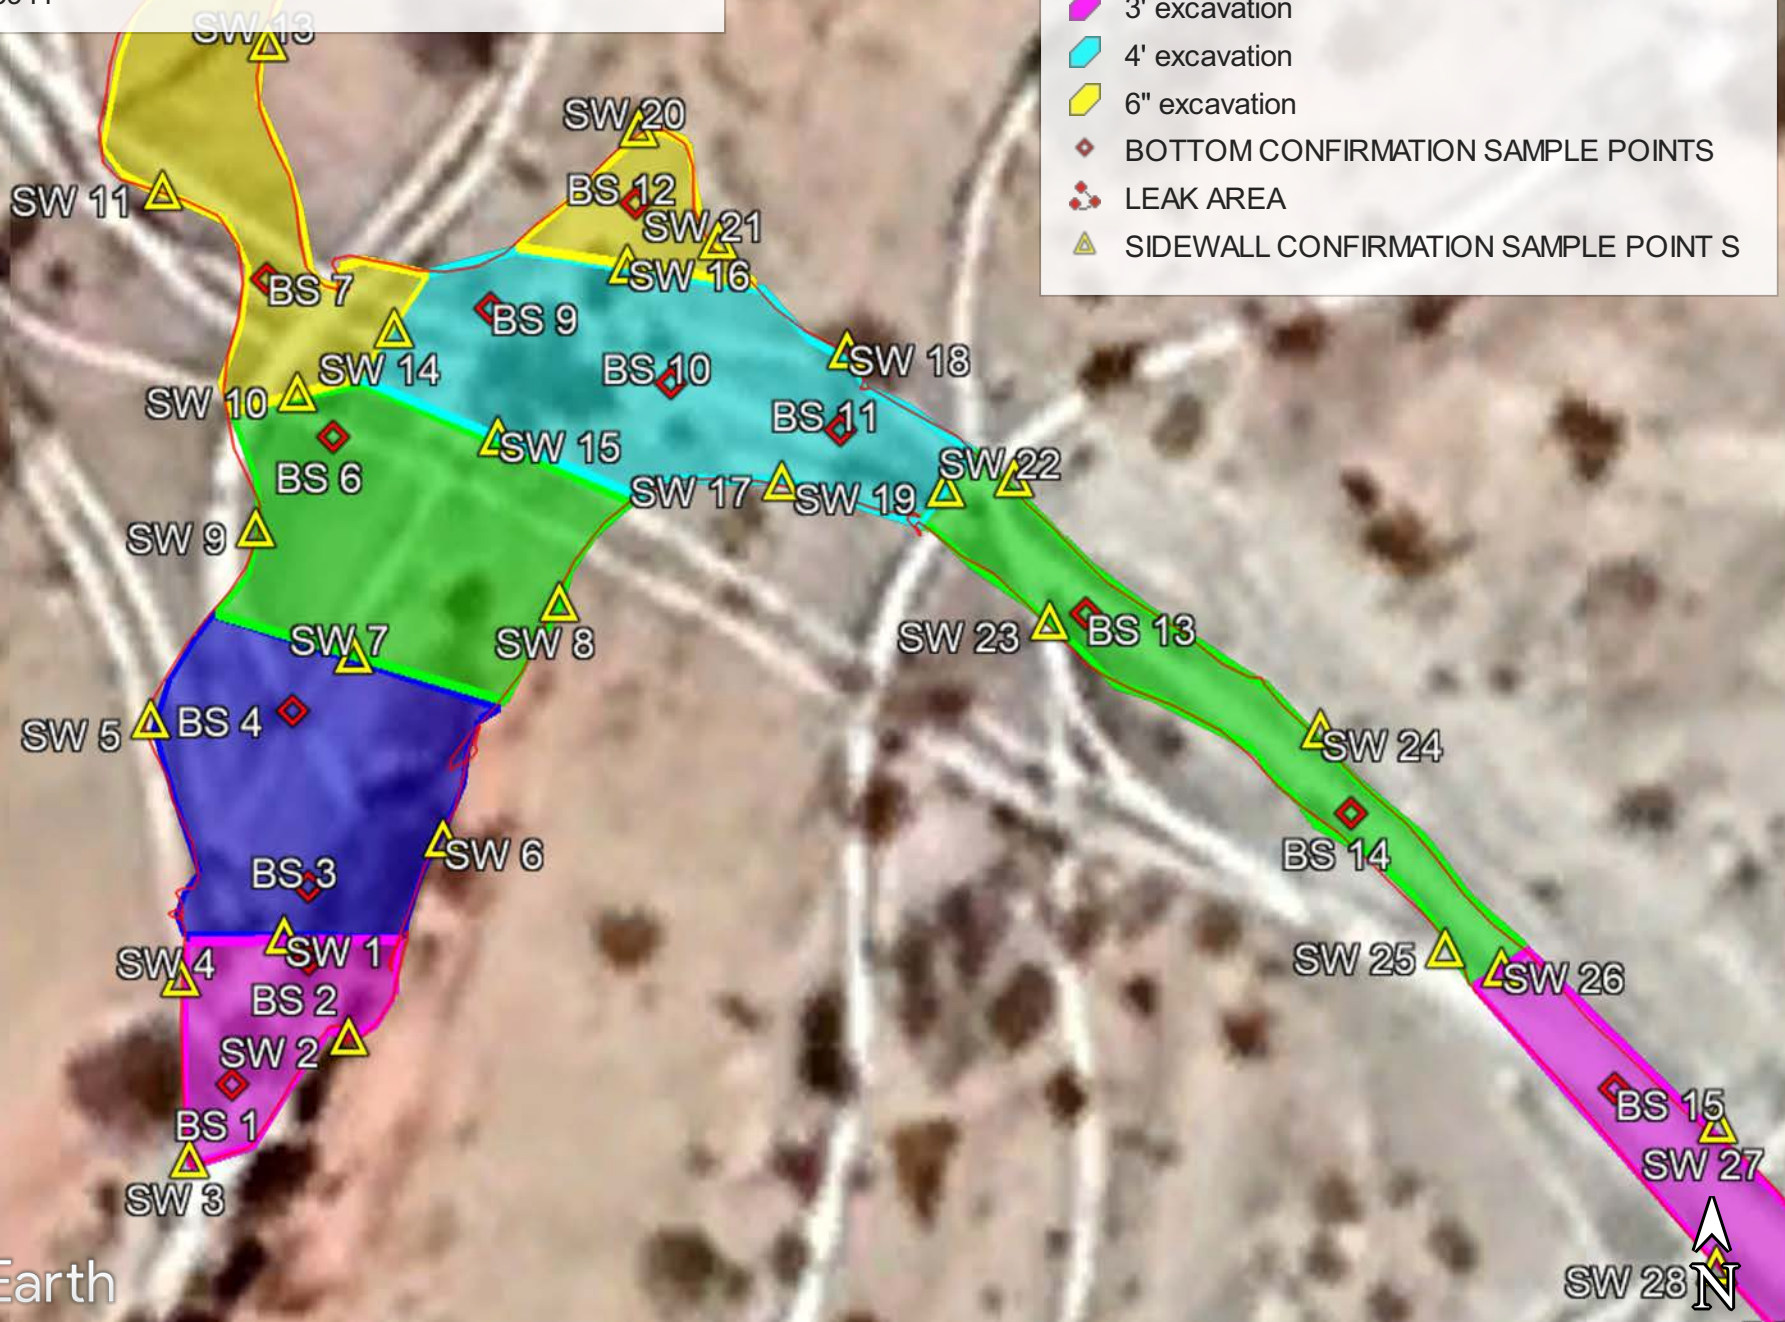 3' excavation
4' excavation
6" excavation
BOTTOM CONFIRMATION SAMPLE POINTS
LEAK AREA
SIDEWALL CONFIRMATION SAMPLE POINT S
SW 13
SW 20
SW 11
BS 12
SW 21
BS 7
SW 16
BS 9
SW 14
BS 10
SW 18
SW 10
BS 11
SW 15
BS 6
SW 22
SW 17
SW 19
SW 9
SW 7
SW 8
SW 23
BS 13
SW 5
BS 4
SW 24
BS 3
SW 6
BS 14
SW 4
SW 1
SW 25
SW 26
BS 2
SW 2
BS 1
BS 15
SW 3
SW 27
SW 28
N
Earth